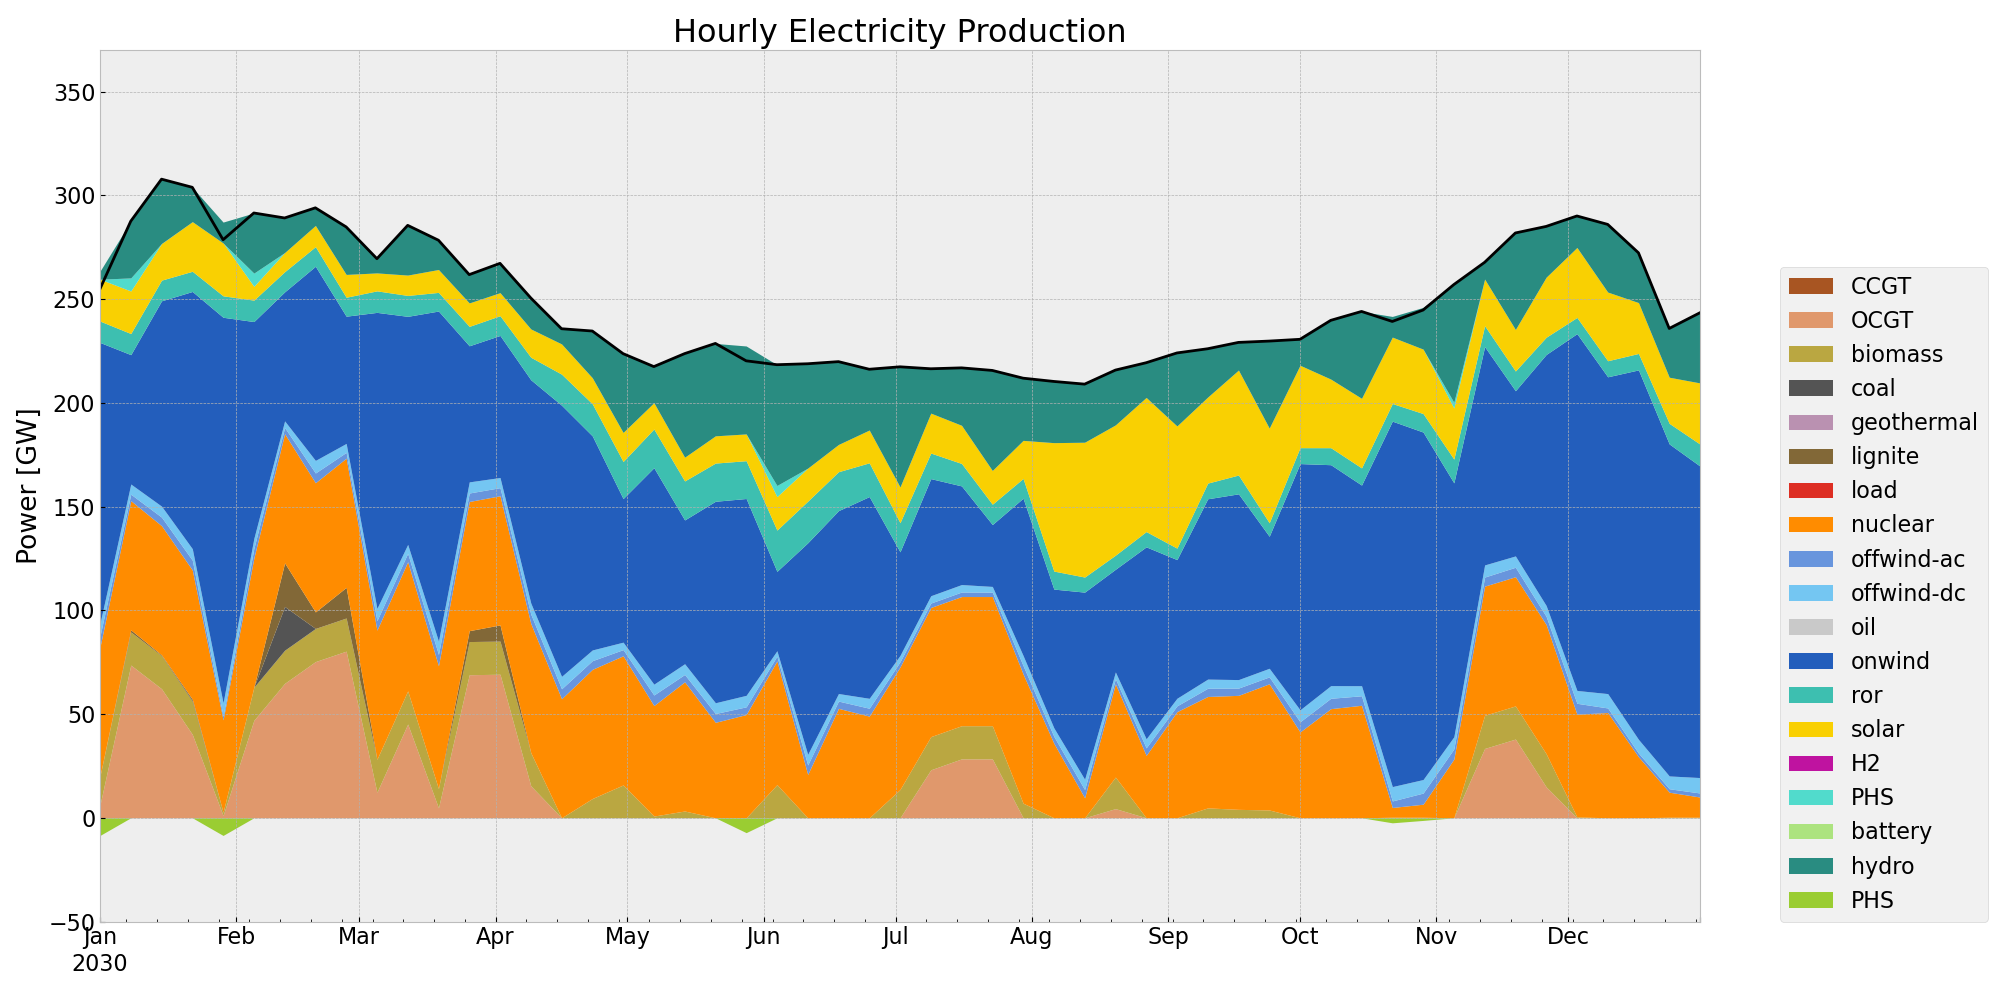 Hourly Electricity Production
Power [GW]
350
300
250
200
150
100
50
0
−50
Jan Feb Mar Apr May Jun Jul Aug Sep Oct Nov Dec
2030
CCGT
OCGT
biomass
coal
geothermal
lignite
load
nuclear
offwind-ac
offwind-dc
oil
onwind
ror
solar
H2
PHS
battery
hydro
PHS